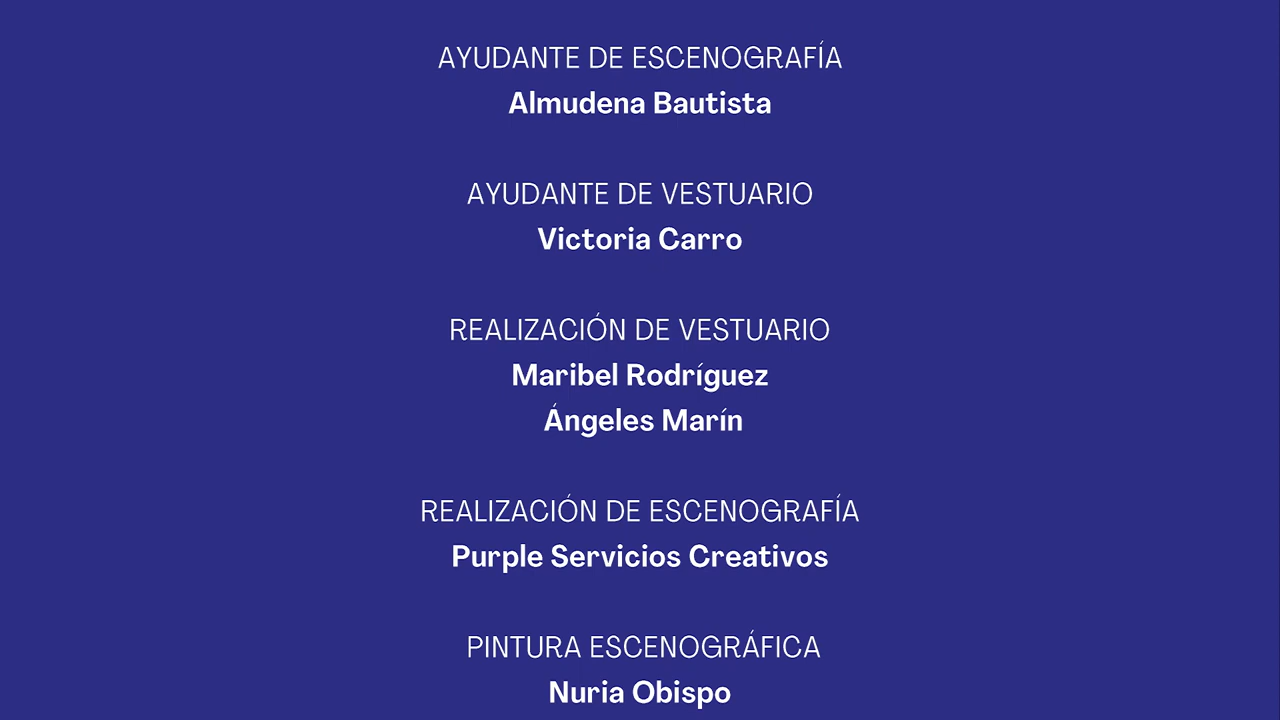 AYUDANTE DE ESCENOGRAFÍA
Almudena Bautista
AYUDANTE DE VESTUARIO
Victoria Carro
REALIZACIÓN DE VESTUARIO
Maribel Rodríguez
Ángeles Marín
REALIZACIÓN DE ESCENOGRAFÍA
Purple Servicios Creativos
PINTURA ESCENOGRÁFICA
Nuria Obispo